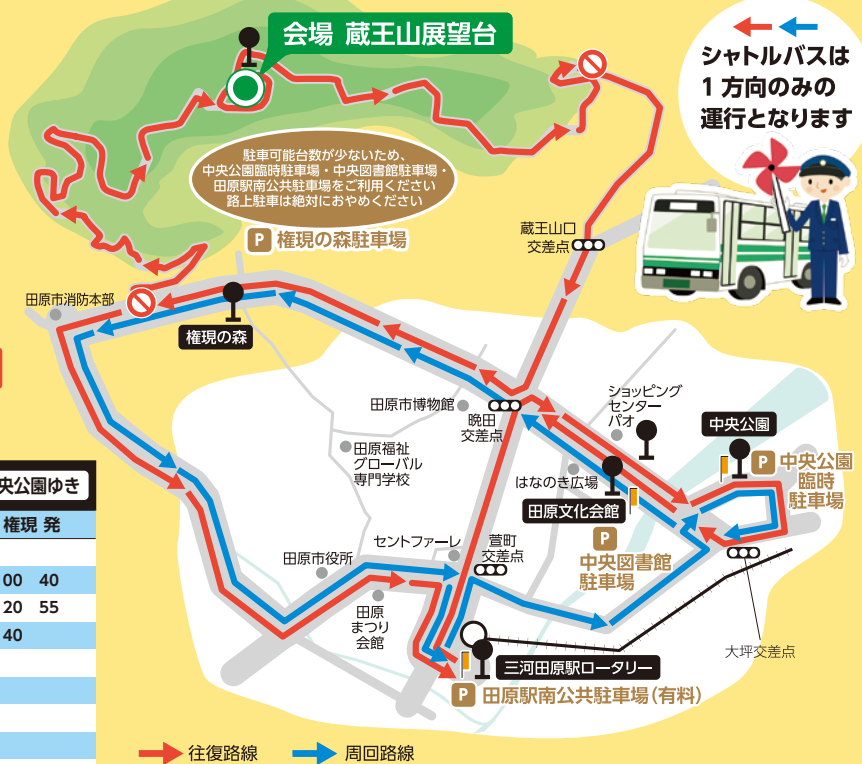 会場 蔵王山展望台
シャトルバスは
1方向のみの
運行となります
駐車可能台数が少ないため、
中央公園臨時駐車場・中央図書館駐車場・
田原駅南公共駐車場をご利用ください
路上駐車は絶対におやめください
P 権現の森駐車場
蔵王山口
交差点
田原市消防本部
権現の森
田原市博物館
晩田
交差点
ショッピング
センター
パオ
中央公園
P 中央公園
臨時
駐車場
田原福祉
グローバル
専門学校
はなのき広場
田原文化会館
P
中央図書館
駐車場
央公園ゆき
権現 発
00 40
20 55
40
セントファーレ
萱町
交差点
田原市役所
田原
まつり
会館
大坪交差点
三河田原駅ロータリー
P 田原駅南公共駐車場(有料)
往復路線
周回路線